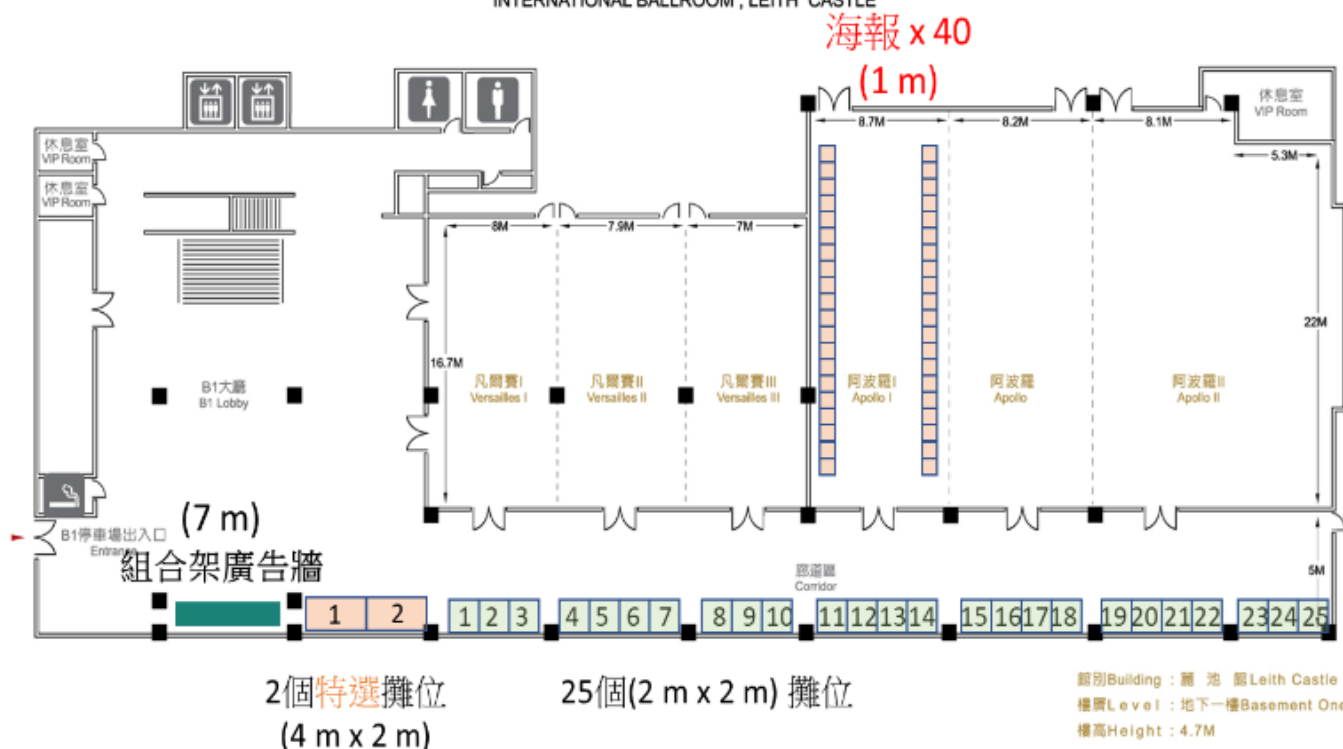 INTERNATIONAL BALLROOM , LEITH CASTLE
海報 x 40
(1 m)
休息室
VIP Room
8.7M
8.2M
8.1M
5.3M
休息室
VIP Room
休息室
VIP Room
8M
7.9M
7M
22M
16.7M
凡爾賽I
Versailles I
凡爾賽II
Versailles II
凡爾賽III
Versailles III
阿波羅I
Apollo I
阿波羅
Apollo
阿波羅II
Apollo II
B1大廳
B1 Lobby
(7 m)
B1停車場出入口
Entrance
組合架廣告牆
廊道區
Corridor
5M
1 2
1 2 3 4 5 6 7 8 9 10 11 12 13 14 15 16 17 18 19 20 21 22 23 24 25
2個特選攤位
(4 m x 2 m)
25個(2 m x 2 m) 攤位
館別Building : 麗 池 館Leith Castle
樓層Level : 地下一樓Basement One
樓高Height : 4.7M